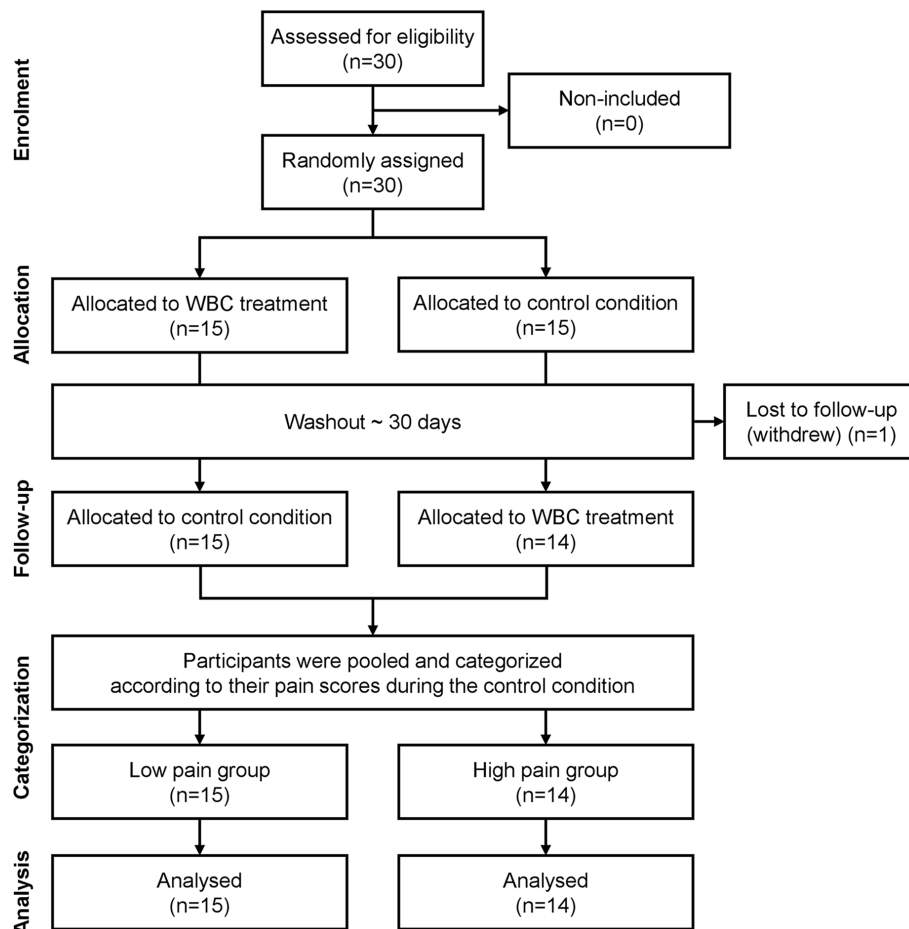 Enrolment
Assessed for eligibility
(n=30)
Non-included
(n=0)
Randomly assigned
(n=30)
Allocation
Allocated to WBC treatment
(n=15)
Allocated to control condition
(n=15)
Washout ~ 30 days
Lost to follow-up
(withdrew) (n=1)
Follow-up
Allocated to control condition
(n=15)
Allocated to WBC treatment
(n=14)
Categorization
Participants were pooled and categorized
according to their pain scores during the control condition
Low pain group
(n=15)
High pain group
(n=14)
Analysis
Analysed
(n=15)
Analysed
(n=14)